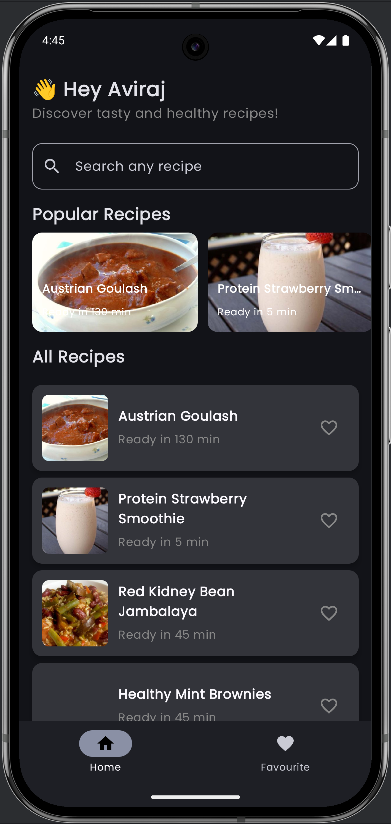 4:45
👋 Hey Aviraj
Discover tasty and healthy recipes!
Search any recipe
Popular Recipes
Austrian Goulash
Ready in 130 min
Protein Strawberry Sm...
Ready in 5 min
All Recipes
Austrian Goulash
Ready in 130 min
Protein Strawberry
Smoothie
Ready in 5 min
Red Kidney Bean
Jambalaya
Ready in 45 min
Healthy Mint Brownies
Ready in 45 min
Home
Favourite